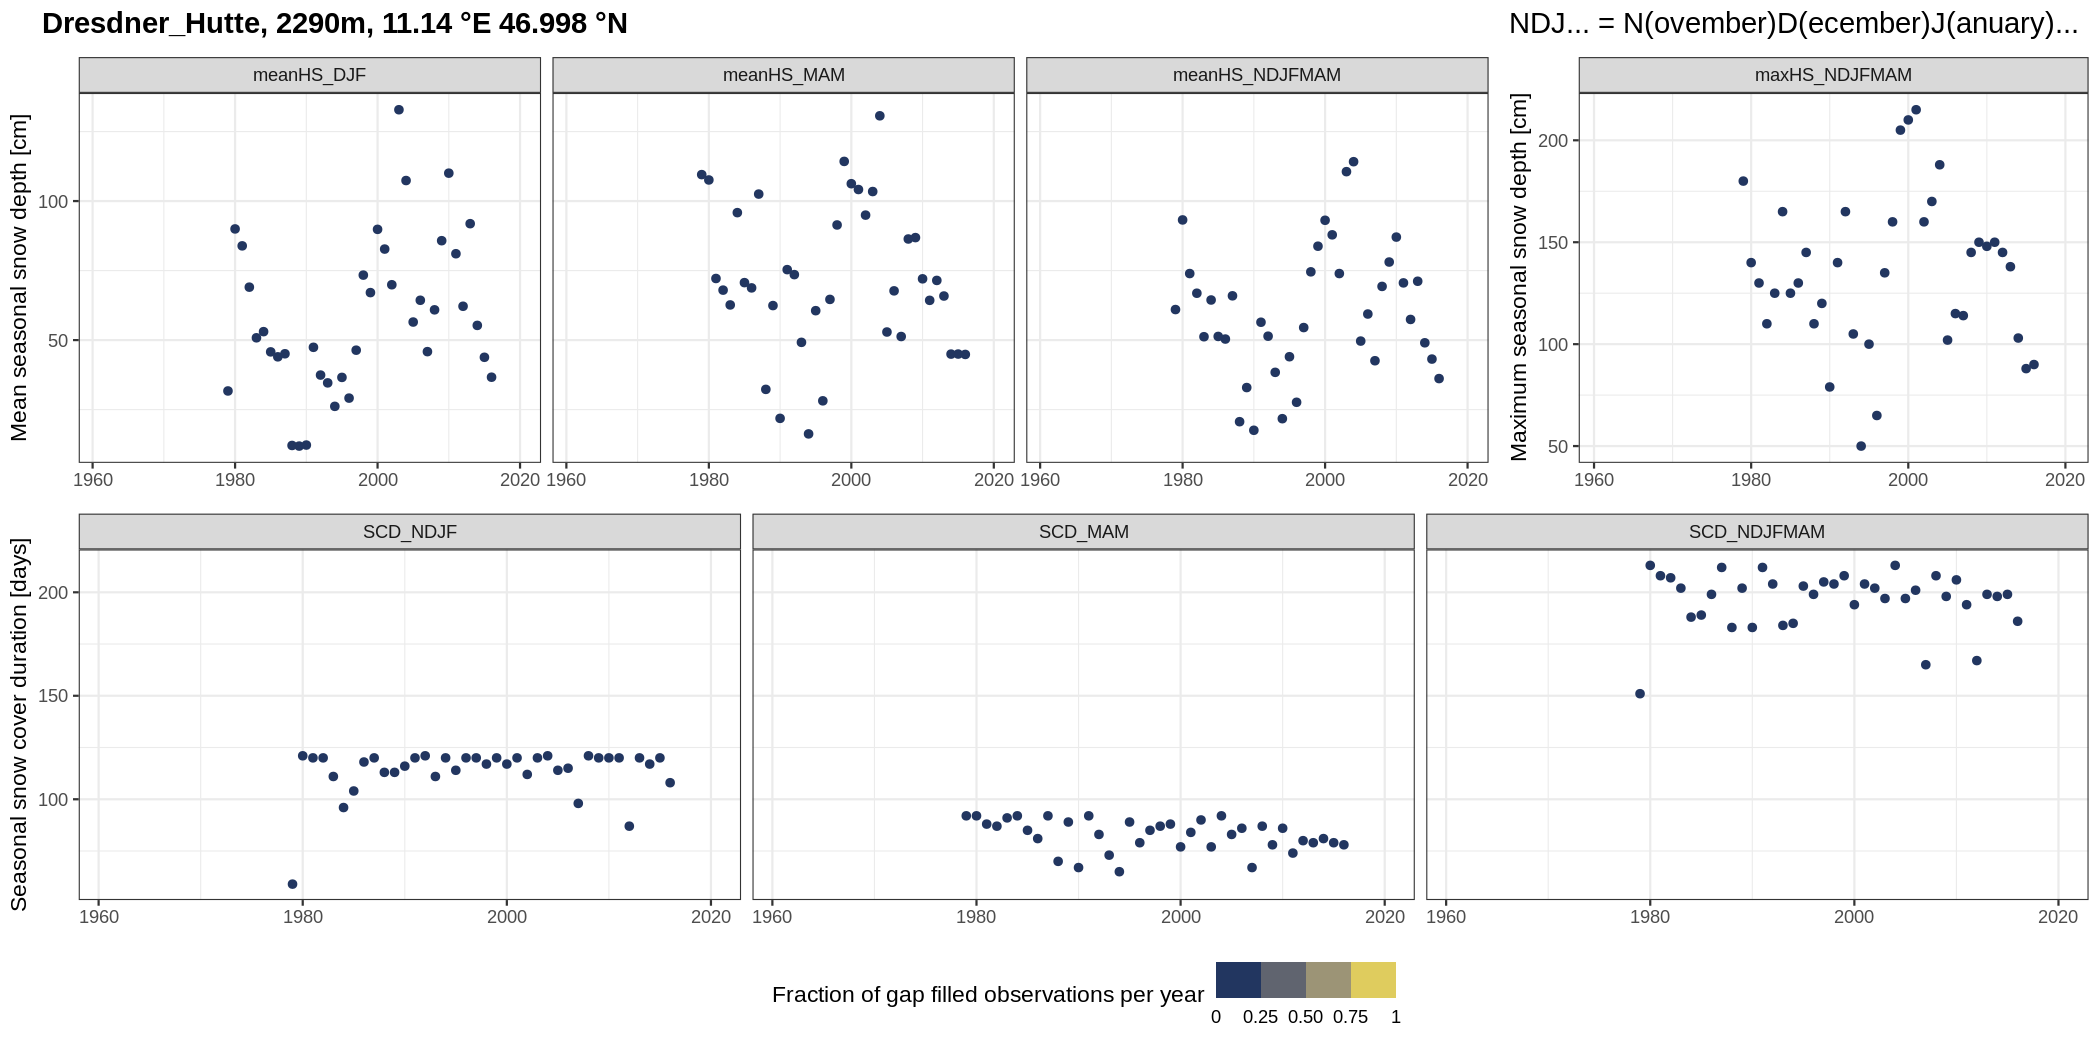 Dresdner_Hutte, 2290m, 11.14 °E 46.998 °N
NDJ... = N(ovember)D(ecember)J(anuary)...
meanHS_DJF
meanHS_MAM
meanHS_NDJFMAM
maxHS_NDJFMAM
Mean seasonal snow depth [cm]
100
50
1960 1980 2000 2020
1960 1980 2000 2020
1960 1980 2000 2020
Maximum seasonal snow depth [cm]
200
150
100
50
1960 1980 2000 2020
SCD_NDJF
SCD_MAM
SCD_NDJFMAM
Seasonal snow cover duration [days]
200
150
100
1960 1980 2000 2020
1960 1980 2000 2020
1960 1980 2000 2020
Fraction of gap filled observations per year
0 0.25 0.50 0.75 1